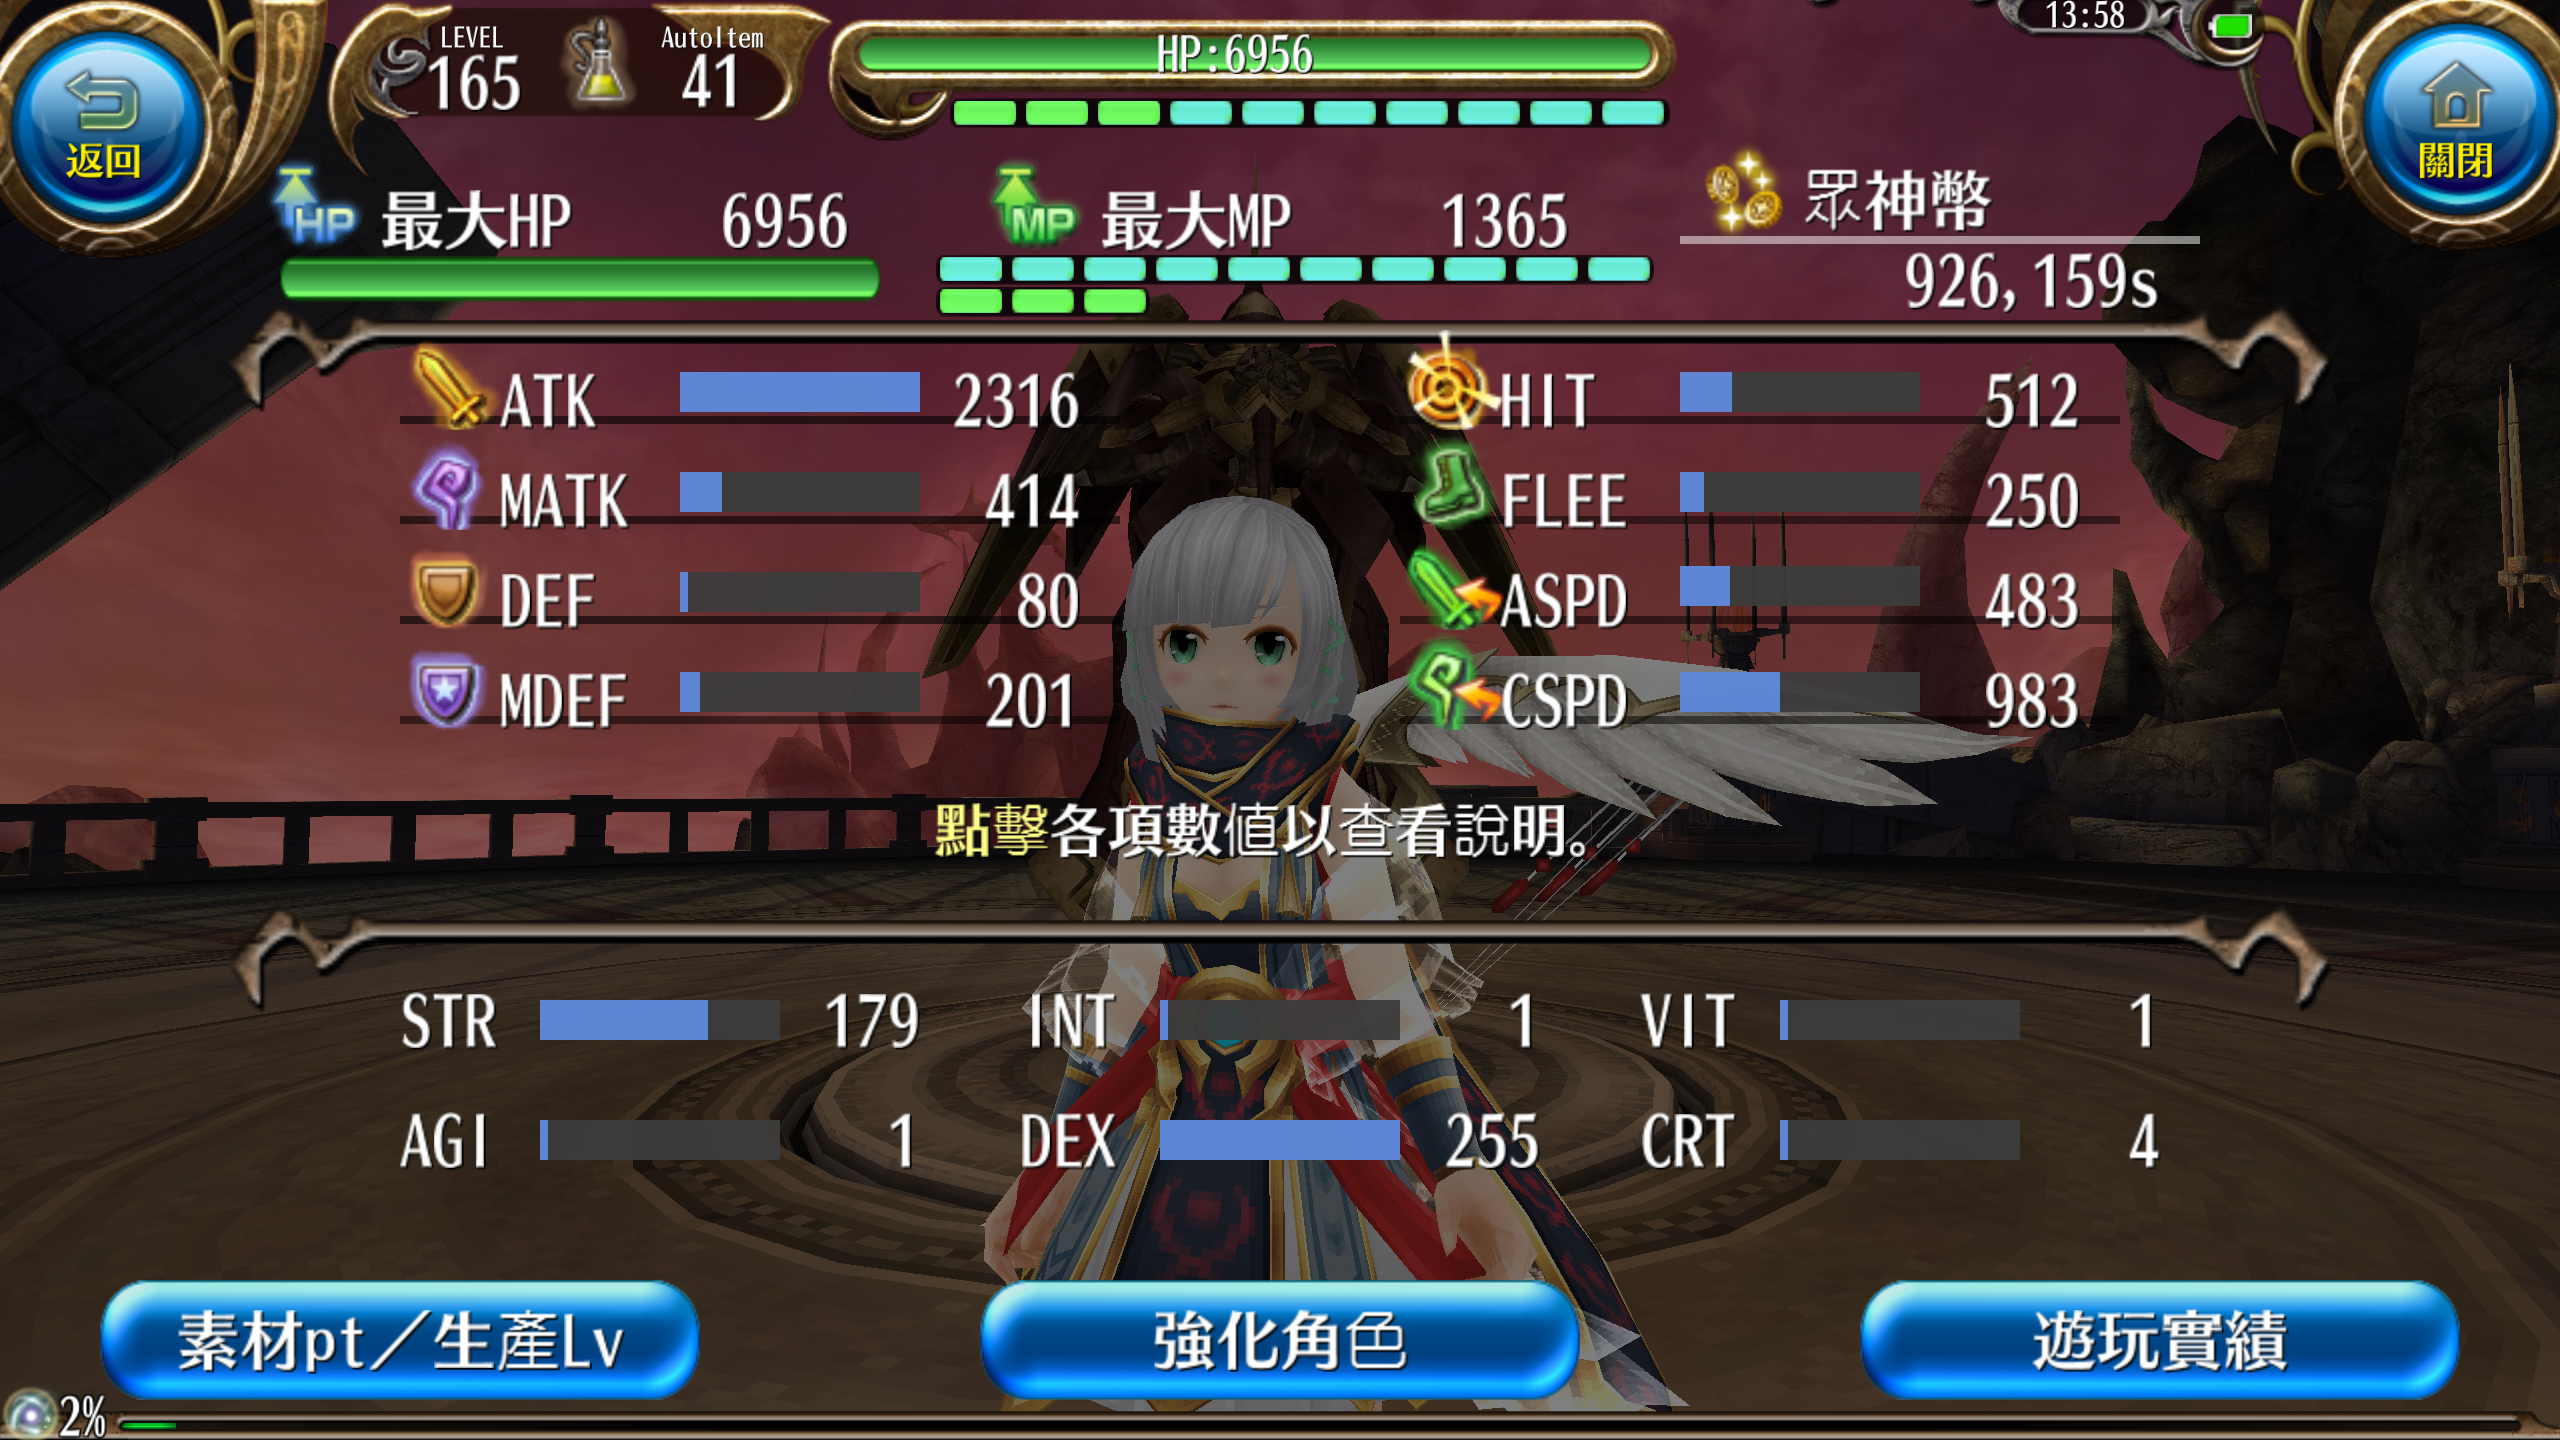 LEVEL 165
AutoItem 41
HP:6956
13:58
返回
關閉
HP 最大HP 6956
MP 最大MP 1365
眾神幣
926,159s
ATK 2316
HIT 512
MATK 414
FLEE 250
DEF 80
ASPD 483
MDEF 201
CSPD 983
點擊各項數值以查看說明。
STR 179 INT 1 VIT 1
AGI 1 DEX 255 CRT 4
素材pt／生產Lv
強化角色
遊玩實績
2%